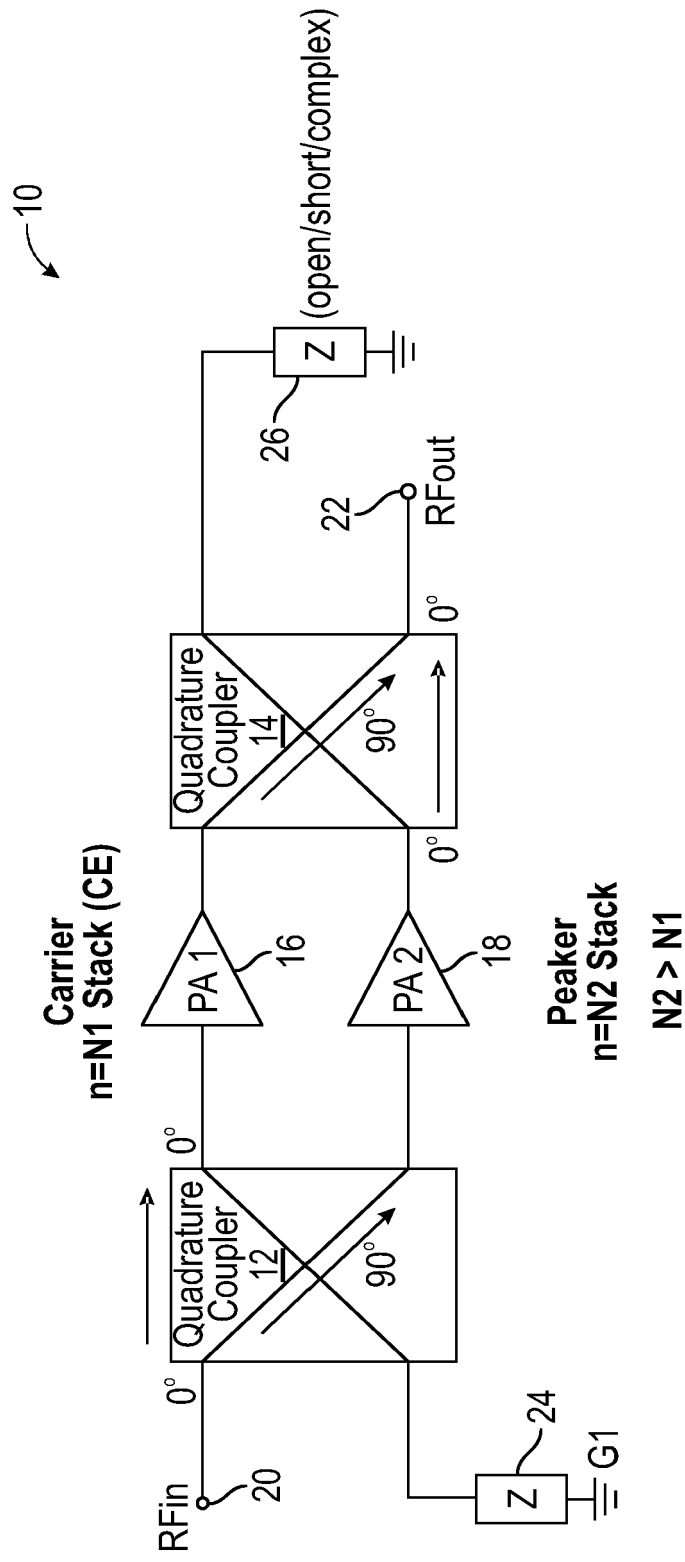 10
Carrier
n=N1 Stack (CE)
RFin
20
0°
0°
Quadrature
Coupler
12
90°
PA 1
16
Quadrature
Coupler
14
90°
26
Z
(open/short/complex)
24
Z
G1
PA 2
18
0°
0°
22
RFout
Peaker
n=N2 Stack
N2 > N1